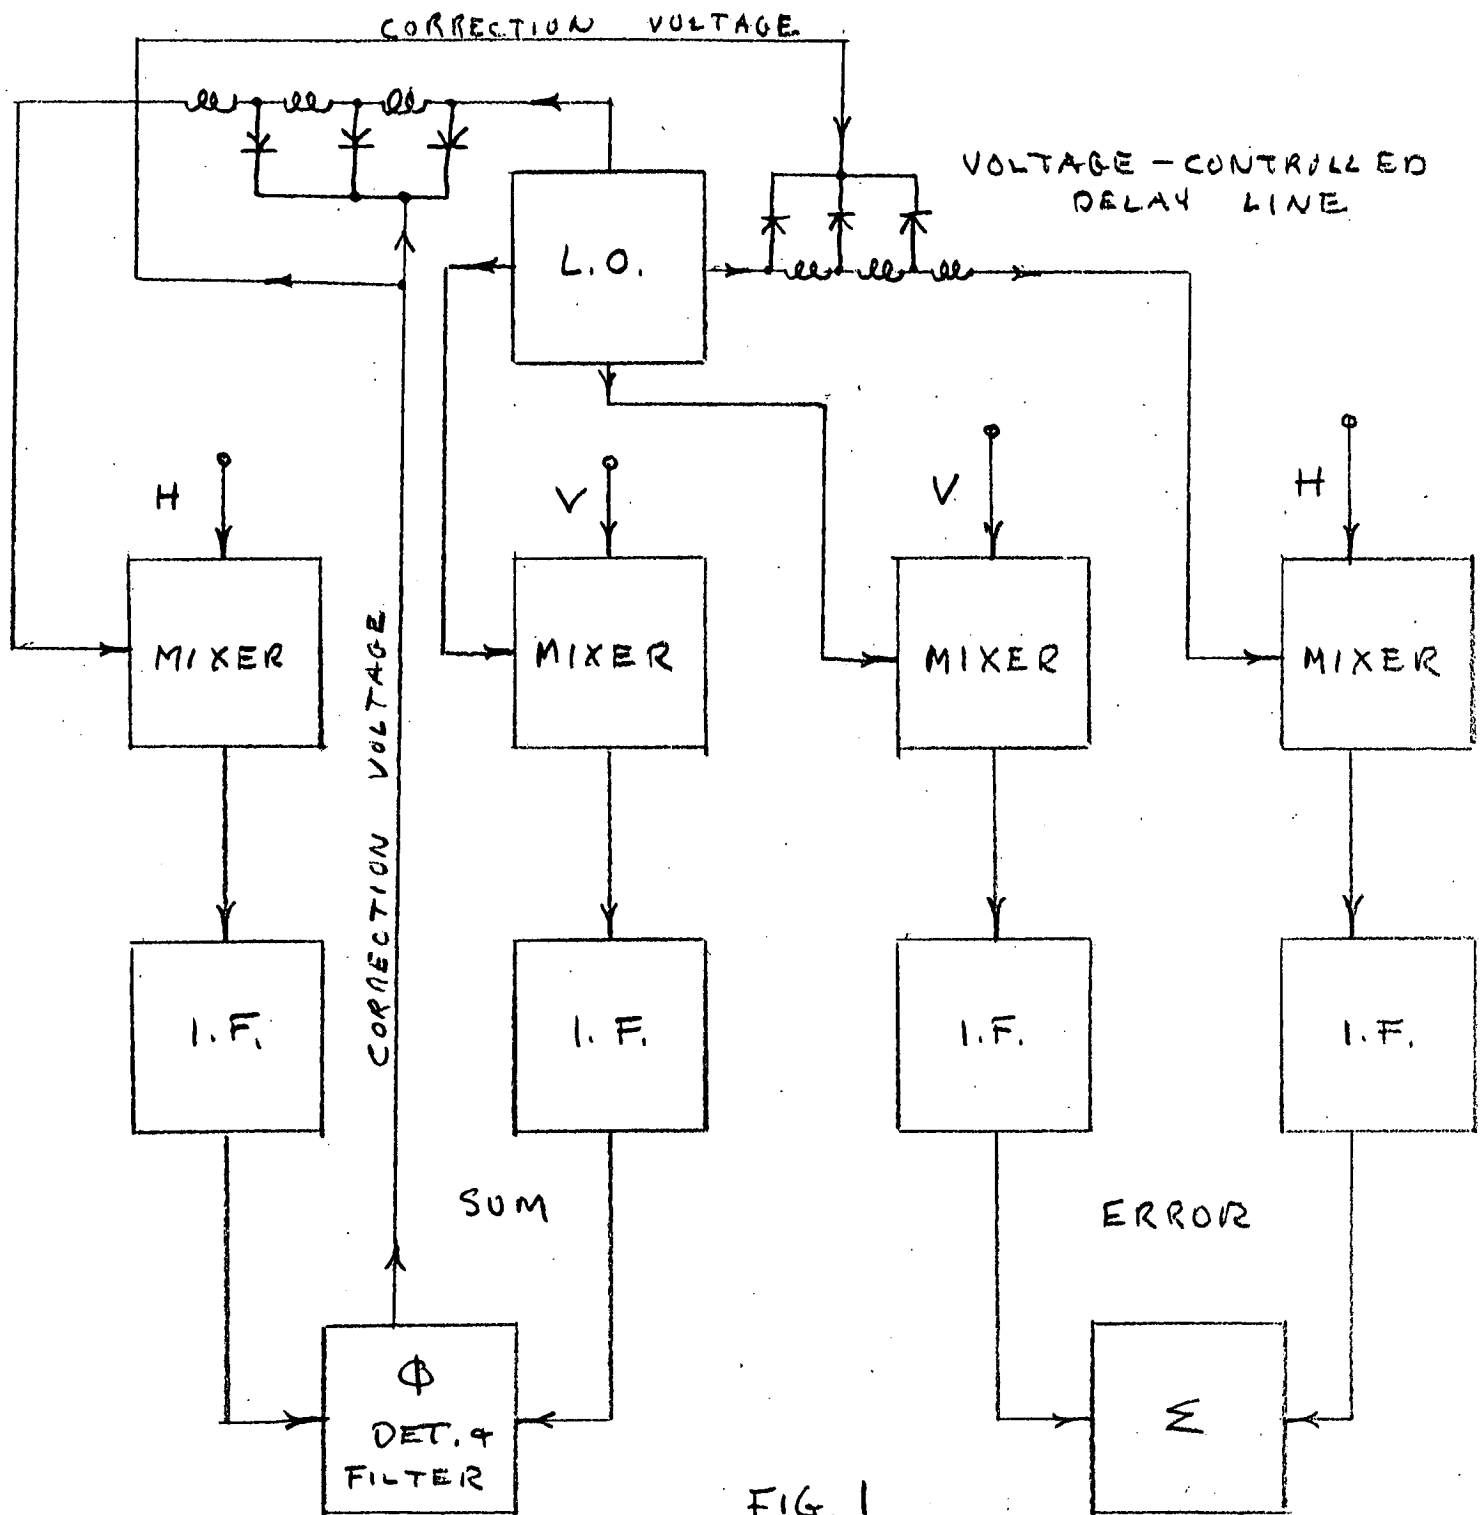 CORRECTION VOLTAGE
VOLTAGE-CONTROLLED
DELAY LINE
L.O.
H
V
V
H
MIXER
MIXER
MIXER
MIXER
CORRECTION VOLTAGE
I.F.
I.F.
I.F.
I.F.
SUM
ERROR
Φ
DET. &
FILTER
Σ
FIG. 1